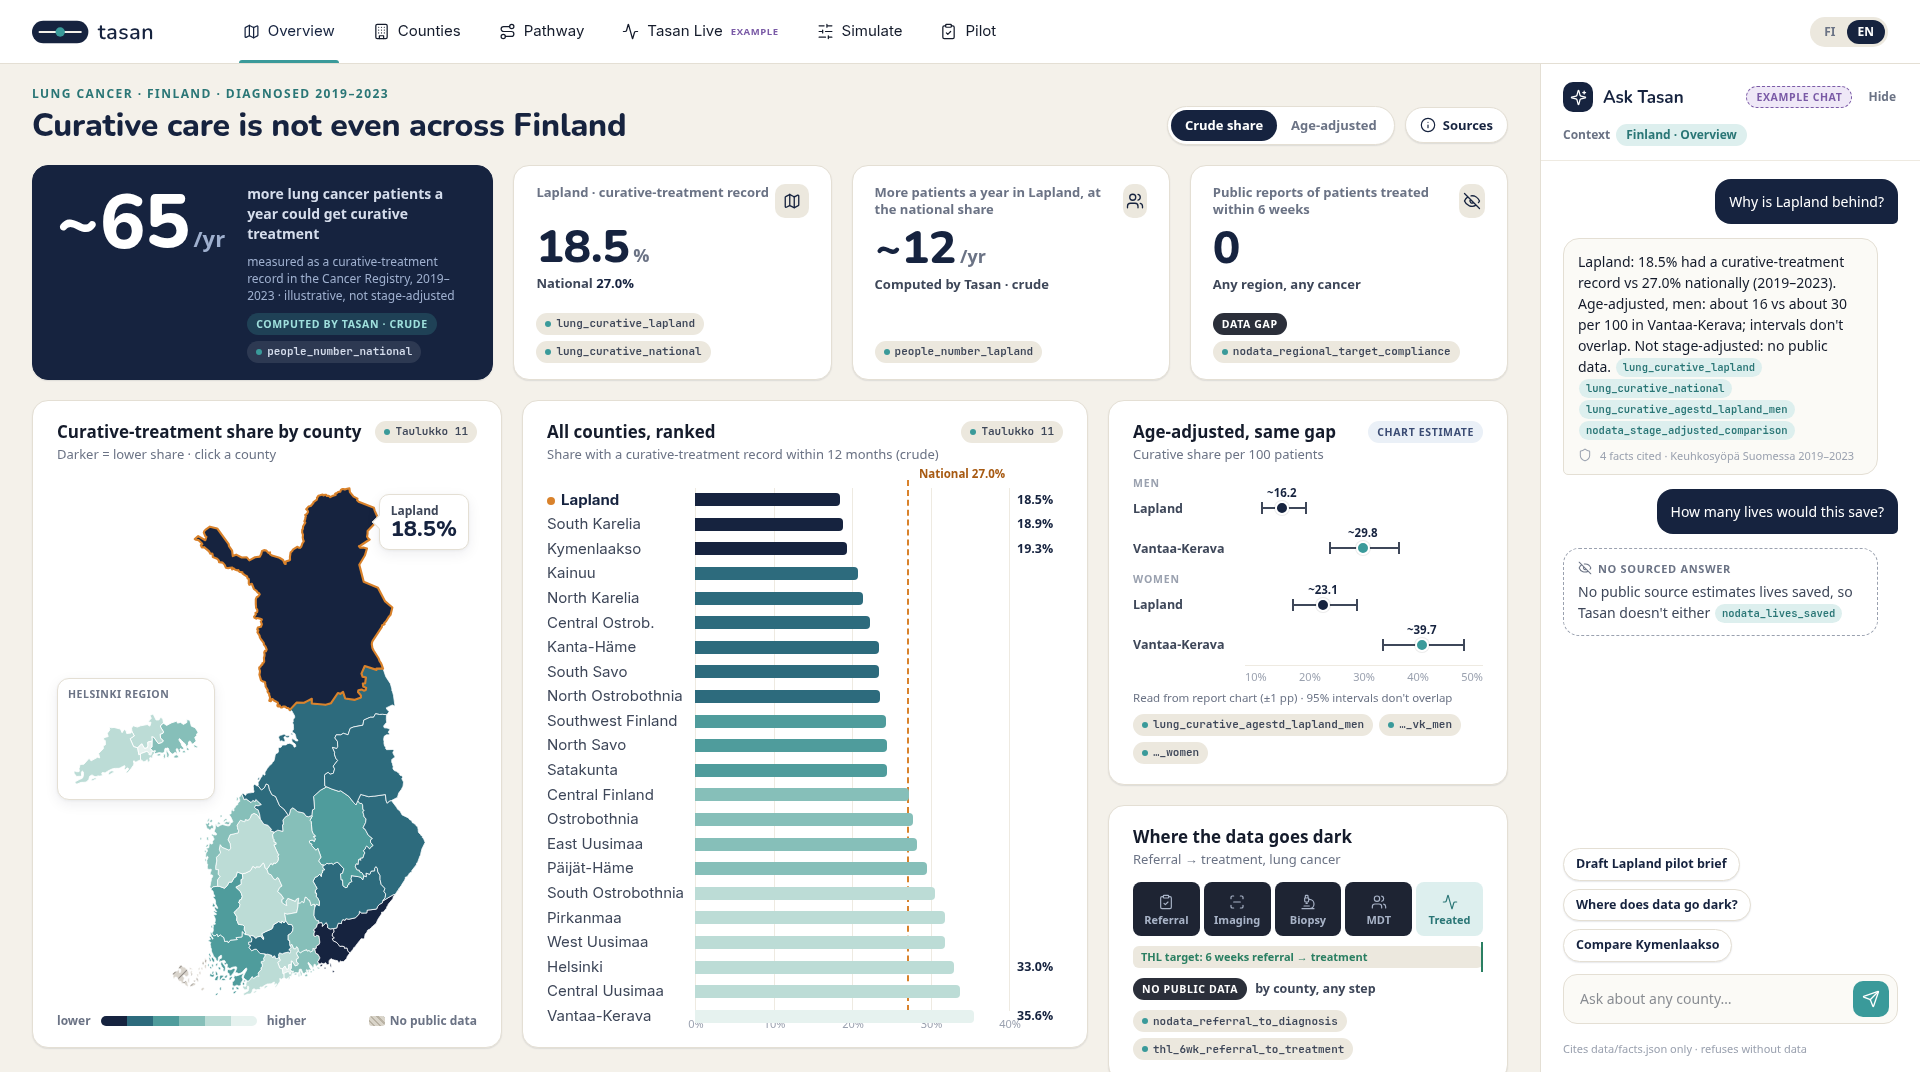 tasan
Overview
Counties
Pathway
Tasan Live EXAMPLE
Simulate
Pilot
FI EN
LUNG CANCER · FINLAND · DIAGNOSED 2019–2023
Curative care is not even across Finland
Crude share
Age-adjusted
Sources
~65/yr
more lung cancer patients a
year could get curative
treatment
measured as a curative-treatment
record in the Cancer Registry, 2019–
2023 · illustrative, not stage-adjusted
COMPUTED BY TASAN · CRUDE
people_number_national
Lapland · curative-treatment record
18.5%
National 27.0%
lung_curative_lapland
lung_curative_national
More patients a year in Lapland, at
the national share
~12/yr
Computed by Tasan · crude
people_number_lapland
Public reports of patients treated
within 6 weeks
0
Any region, any cancer
DATA GAP
nodata_regional_target_compliance
Curative-treatment share by county
Taulukko 11
Darker = lower share · click a county
Lapland
18.5%
HELSINKI REGION
lower
higher
No public data
All counties, ranked
Taulukko 11
Share with a curative-treatment record within 12 months (crude)
National 27.0%
Lapland 18.5%
South Karelia 18.9%
Kymenlaakso 19.3%
Kainuu
North Karelia
Central Ostrob.
Kanta-Häme
South Savo
North Ostrobothnia
Southwest Finland
North Savo
Satakunta
Central Finland
Ostrobothnia
East Uusimaa
Päijät-Häme
South Ostrobothnia
Pirkanmaa
West Uusimaa
Helsinki 33.0%
Central Uusimaa
Vantaa-Kerava 35.6%
0% 10% 20% 30% 40%
Age-adjusted, same gap
CHART ESTIMATE
Curative share per 100 patients
MEN
~16.2
Lapland
~29.8
Vantaa-Kerava
WOMEN
~23.1
Lapland
~39.7
Vantaa-Kerava
10% 20% 30% 40% 50%
Read from report chart (±1 pp) · 95% intervals don't overlap
lung_curative_agestd_lapland_men
…_vk_men
…_women
Where the data goes dark
Referral → treatment, lung cancer
Referral
Imaging
Biopsy
MDT
Treated
THL target: 6 weeks referral → treatment
NO PUBLIC DATA by county, any step
nodata_referral_to_diagnosis
thl_6wk_referral_to_treatment
Ask Tasan
EXAMPLE CHAT
Hide
Context Finland · Overview
Why is Lapland behind?
Lapland: 18.5% had a curative-treatment
record vs 27.0% nationally (2019–2023).
Age-adjusted, men: about 16 vs about 30
per 100 in Vantaa-Kerava; intervals don't
overlap. Not stage-adjusted: no public
data. lung_curative_lapland
lung_curative_national
lung_curative_agestd_lapland_men
nodata_stage_adjusted_comparison
4 facts cited · Keuhkosyöpä Suomessa 2019–2023
How many lives would this save?
NO SOURCED ANSWER
No public source estimates lives saved, so
Tasan doesn't either nodata_lives_saved
Draft Lapland pilot brief
Where does data go dark?
Compare Kymenlaakso
Ask about any county…
Cites data/facts.json only · refuses without data